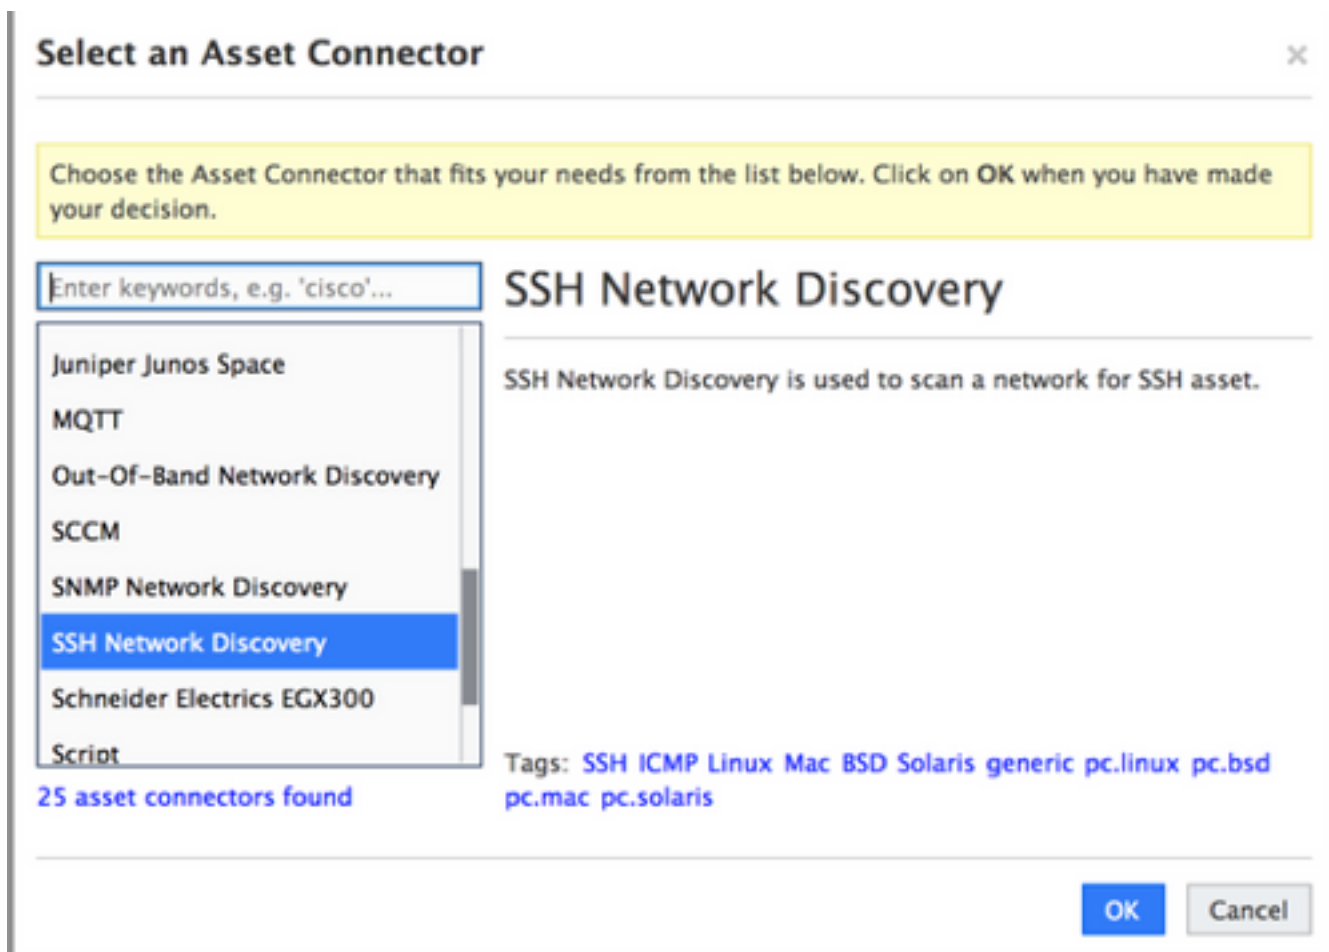 Select an Asset Connector
×
Choose the Asset Connector that fits your needs from the list below. Click on OK when you have made
your decision.
Enter keywords, e.g. 'cisco'...
Juniper Junos Space
MQTT
Out-Of-Band Network Discovery
SCCM
SNMP Network Discovery
SSH Network Discovery
Schneider Electrics EGX300
Script
25 asset connectors found
SSH Network Discovery
SSH Network Discovery is used to scan a network for SSH asset.
Tags: SSH ICMP Linux Mac BSD Solaris generic pc.linux pc.bsd
pc.mac pc.solaris
OK
Cancel